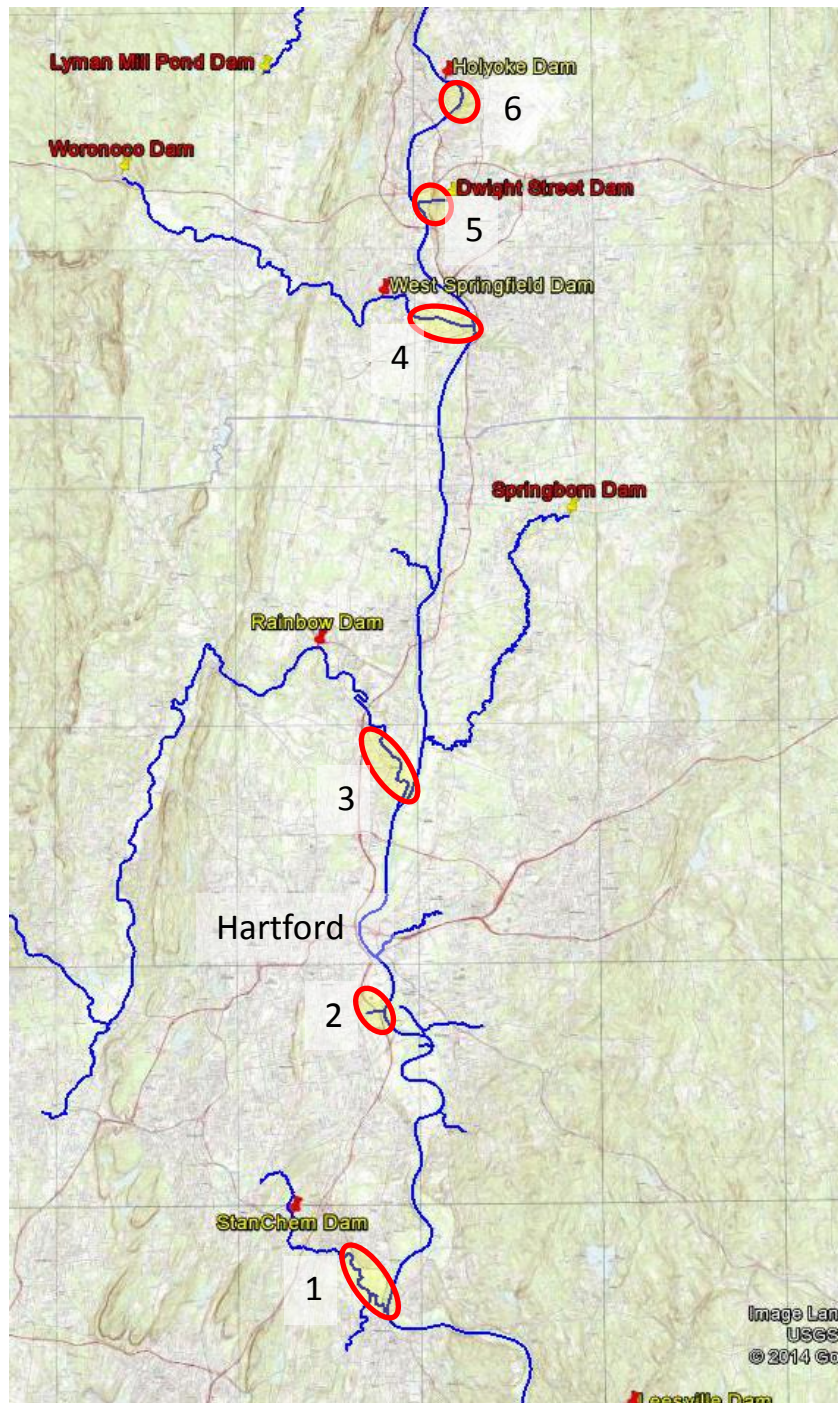 Lyman Mill Pond Dam
Holyoke Dam
6
Woronoco Dam
Dwight Street Dam
5
West Springfield Dam
4
Springborn Dam
Rainbow Dam
3
Hartford
2
StanChem Dam
1
Image Lan
USGS
© 2014 Go
Leesville Dam